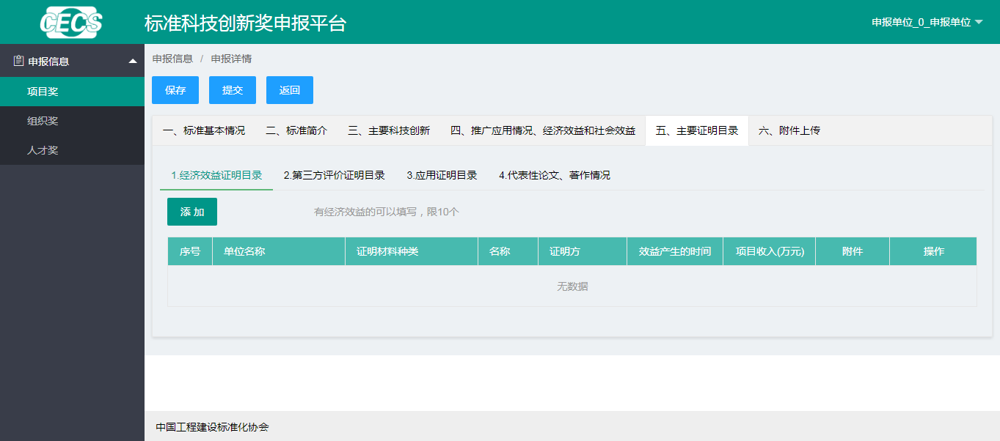 CECS
标准科技创新奖申报平台
申报单位_0_申报单位
申报信息
项目奖
组织奖
人才奖
申报信息 / 申报详情
保存 提交 返回
一、标准基本情况 二、标准简介 三、主要科技创新 四、推广应用情况、经济效益和社会效益 五、主要证明目录 六、附件上传
1.经济效益证明目录 2.第三方评价证明目录 3.应用证明目录 4.代表性论文、著作情况
添 加 有经济效益的可以填写，限10个
序号 单位名称 证明材料种类 名称 证明方 效益产生的时间 项目收入(万元) 附件 操作
无数据
中国工程建设标准化协会